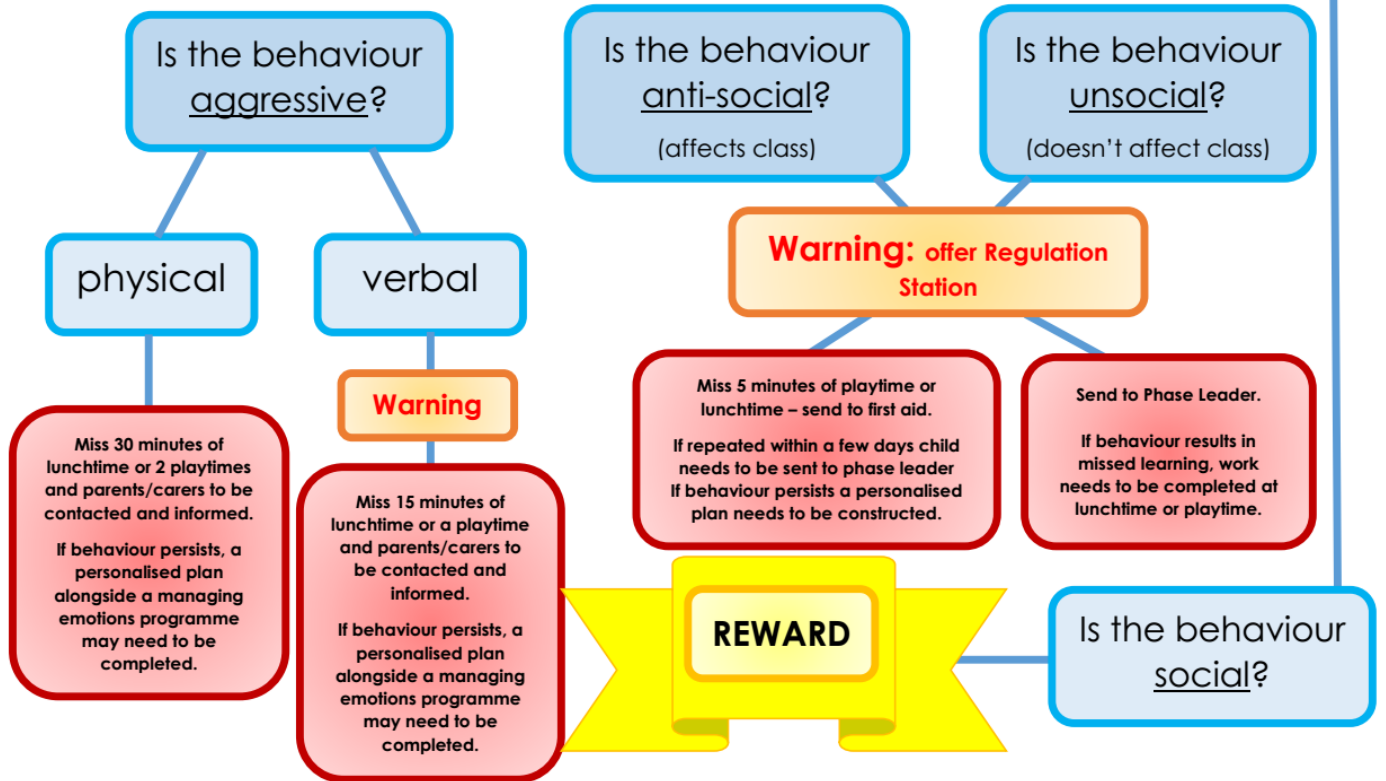 Is the behaviour
aggressive?
Is the behaviour
anti-social?
(affects class)
Is the behaviour
unsocial?
(doesn't affect class)
physical
verbal
Warning: offer Regulation
Station
Warning
Miss 30 minutes of
lunchtime or 2 playtimes
and parents/carers to be
contacted and informed.
If behaviour persists, a
personalised plan
alongside a managing
emotions programme
may need to be
completed.
Miss 15 minutes of
lunchtime or a playtime
and parents/carers to
be contacted and
informed.
If behaviour persists, a
personalised plan
alongside a managing
emotions programme
may need to be
completed.
Miss 5 minutes of playtime or
lunchtime – send to first aid.
If repeated within a few days child
needs to be sent to phase leader
If behaviour persists a personalised
plan needs to be constructed.
Send to Phase Leader.
If behaviour results in
missed learning, work
needs to be completed at
lunchtime or playtime.
REWARD
Is the behaviour
social?